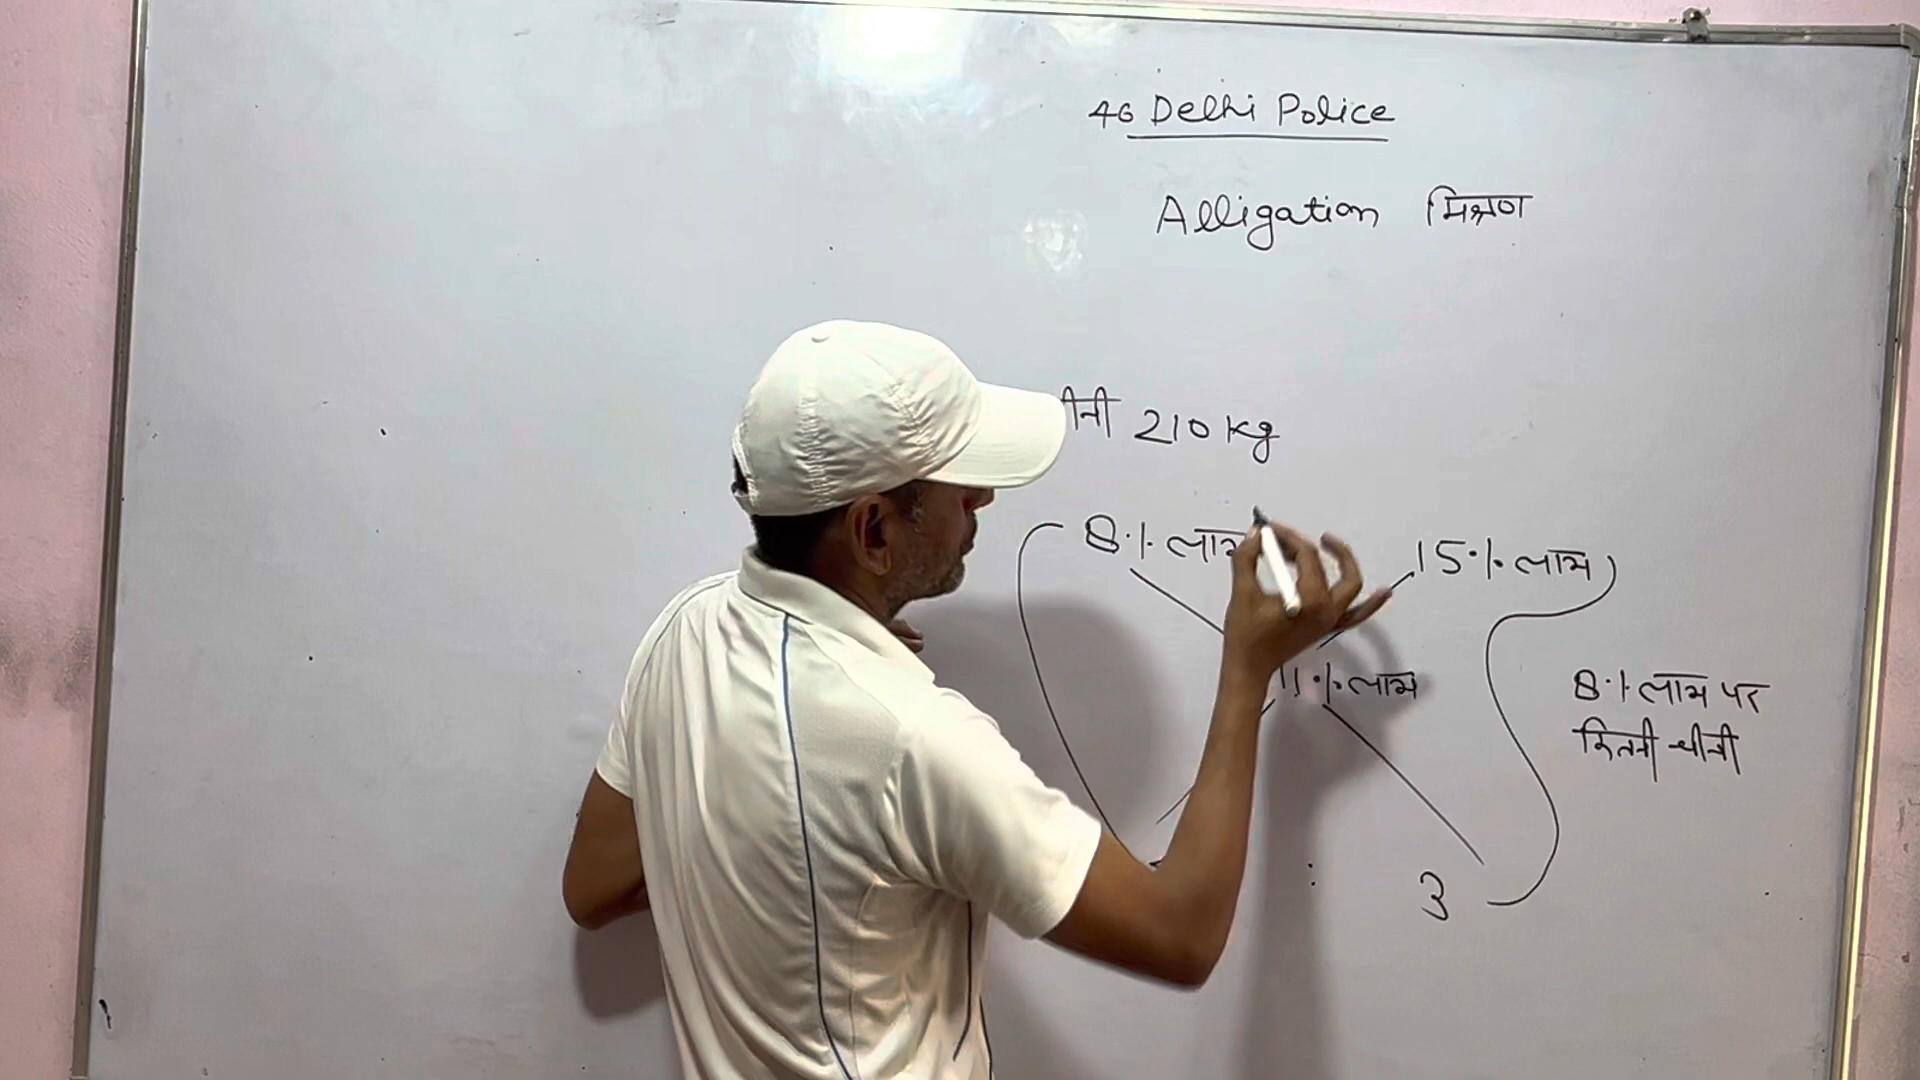 46 Delhi Police
Alligation मिश्रण
210 kg
8% लाभ 15% लाभ
11% लाभ
8% लाभ पर
कितनी चीनी
: 3